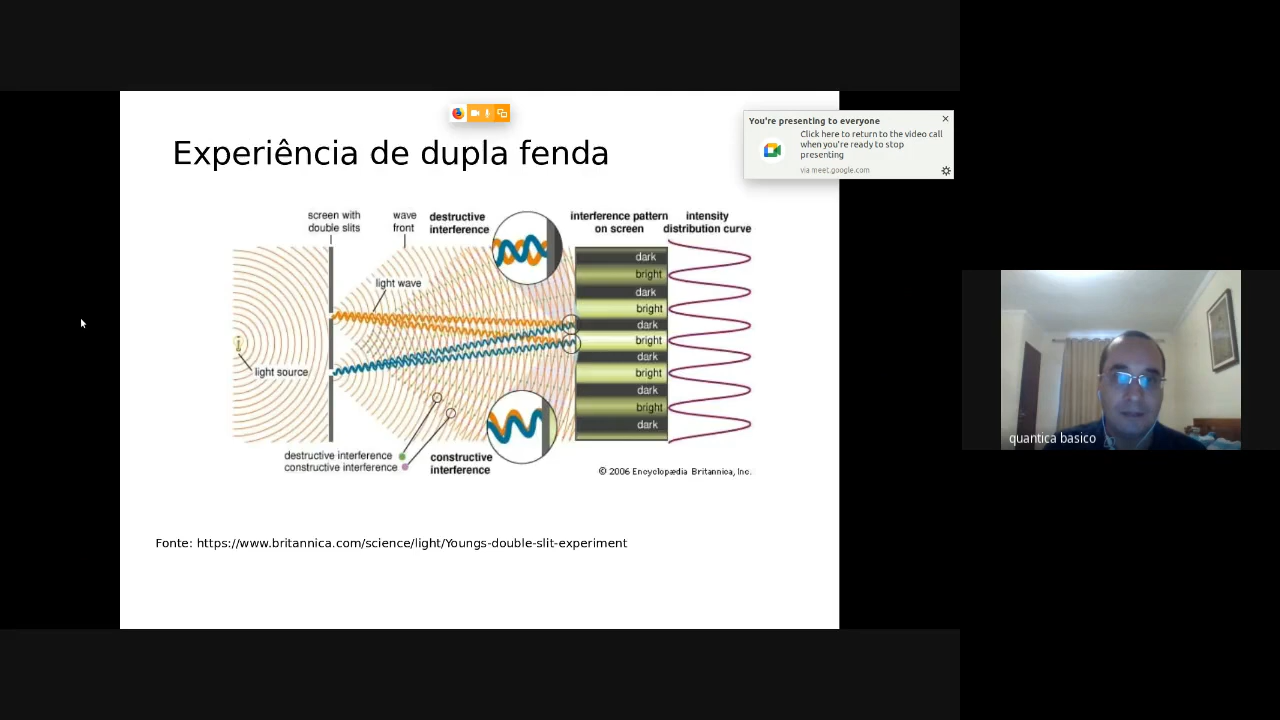 You're presenting to everyone
Click here to return to the video call
when you're ready to stop
presenting
via meet.google.com
Experiência de dupla fenda
screen with
double slits
wave
front
destructive
interference
interference pattern
on screen
intensity
distribution curve
light wave
light source
dark
bright
dark
bright
dark
bright
dark
bright
dark
bright
dark
destructive interference
constructive interference
constructive
interference
© 2006 Encyclopædia Britannica, Inc.
Fonte: https://www.britannica.com/science/light/Youngs-double-slit-experiment
quantica basico